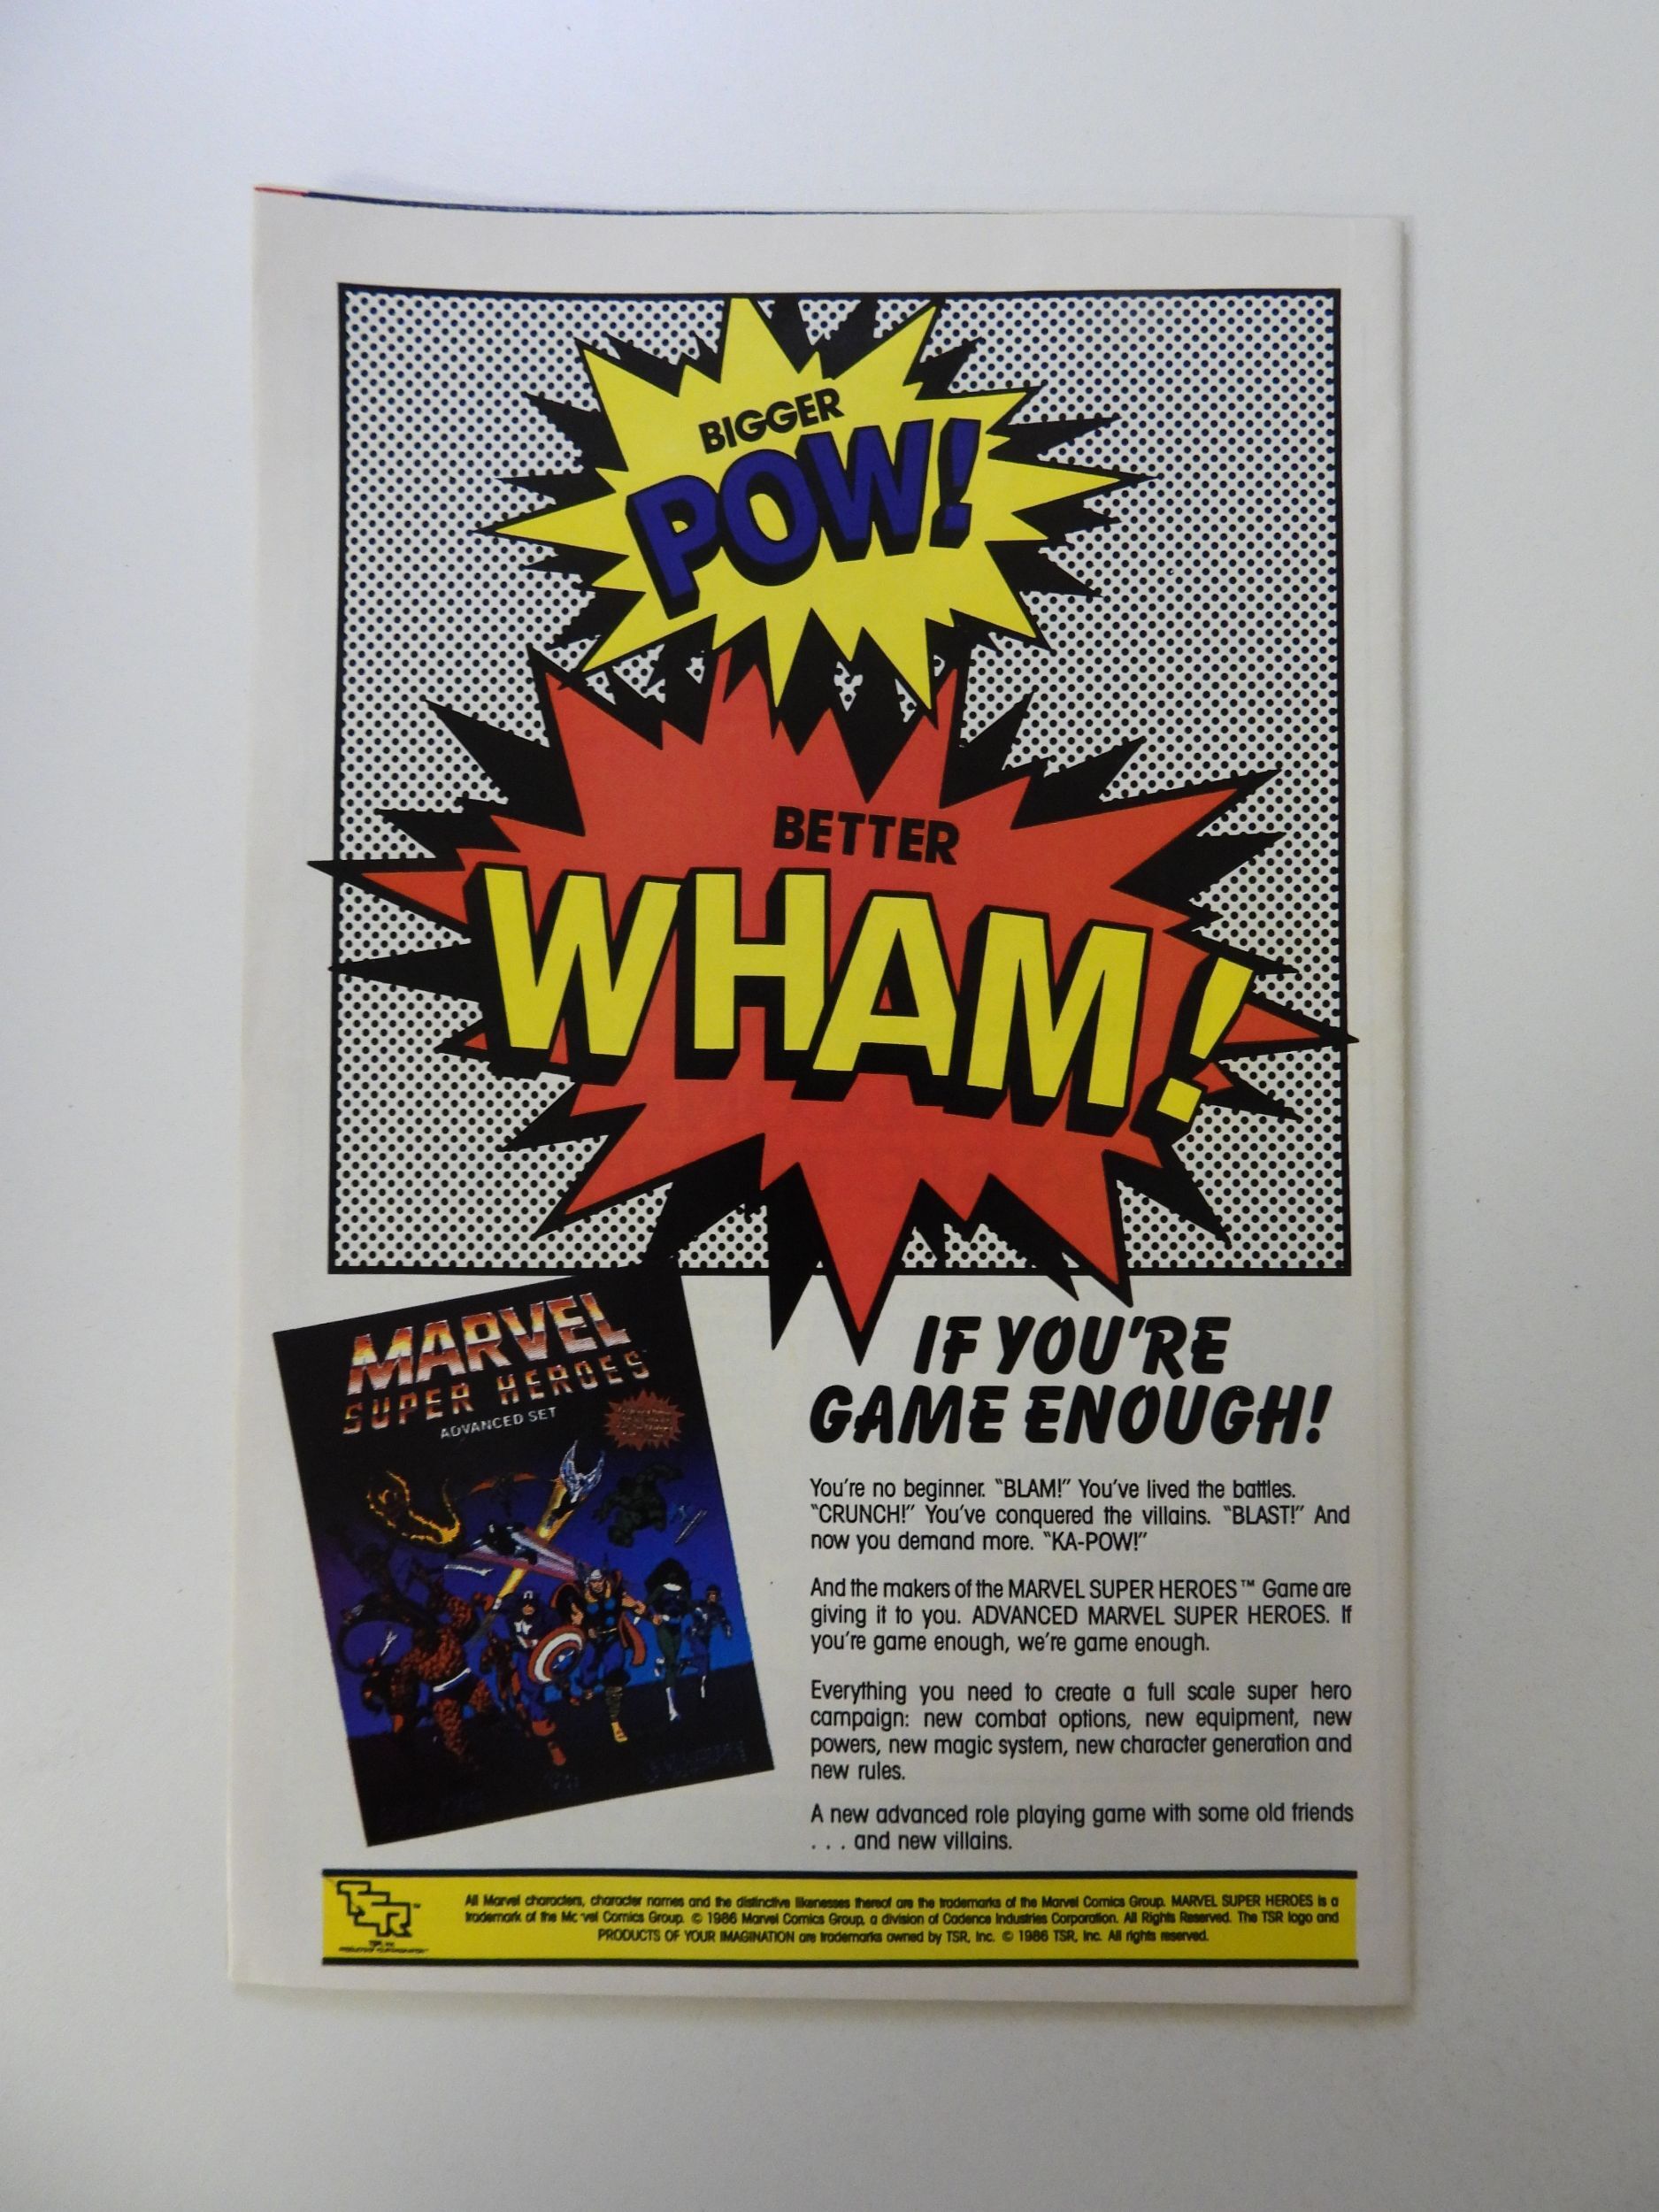 BIGGER
POW!
BETTER
WHAM!
MARVEL
SUPER HEROES
ADVANCED SET
IF YOU'RE
GAME ENOUGH!
You're no beginner. "BLAM!" You've lived the battles.
"CRUNCH!" You've conquered the villains. "BLAST!" And
now you demand more. "KA-POW!"
And the makers of the MARVEL SUPER HEROES™ Game are
giving it to you. ADVANCED MARVEL SUPER HEROES. If
you're game enough, we're game enough.
Everything you need to create a full scale super hero
campaign: new combat options, new equipment, new
powers, new magic system, new character generation and
new rules.
A new advanced role playing game with some old friends
. . . and new villains.
TSR™
All Marvel characters, character names and the distinctive likenesses thereof are the trademarks of the Marvel Comics Group. MARVEL SUPER HEROES is a
trademark of the Mc vel Comics Group. © 1986 Marvel Comics Group, a division of Cadence Industries Corporation. All Rights Reserved. The TSR logo and
PRODUCTS OF YOUR IMAGINATION are trademarks owned by TSR, Inc. © 1986 TSR, Inc. All rights reserved.